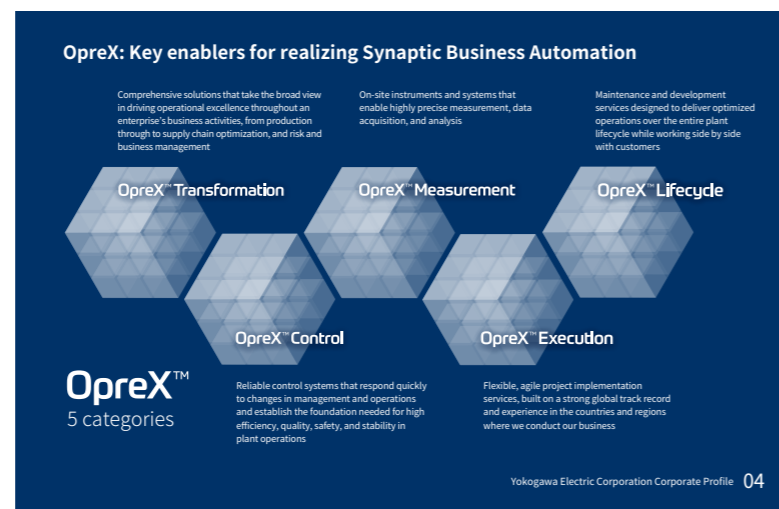 OpreX: Key enablers for realizing Synaptic Business Automation
Comprehensive solutions that take the broad view
in driving operational excellence throughout an
enterprise's business activities, from production
through to supply chain optimization, and risk and
business management
On-site instruments and systems that
enable highly precise measurement, data
acquisition, and analysis
Maintenance and development
services designed to deliver optimized
operations over the entire plant
lifecycle while working side by side
with customers
OpreX™ Transformation
OpreX™ Measurement
OpreX™ Lifecycle
OpreX™ Control
OpreX™ Execution
OpreX™
5 categories
Reliable control systems that respond quickly
to changes in management and operations
and establish the foundation needed for high
efficiency, quality, safety, and stability in
plant operations
Flexible, agile project implementation
services, built on a strong global track record
and experience in the countries and regions
where we conduct our business
Yokogawa Electric Corporation Corporate Profile 04